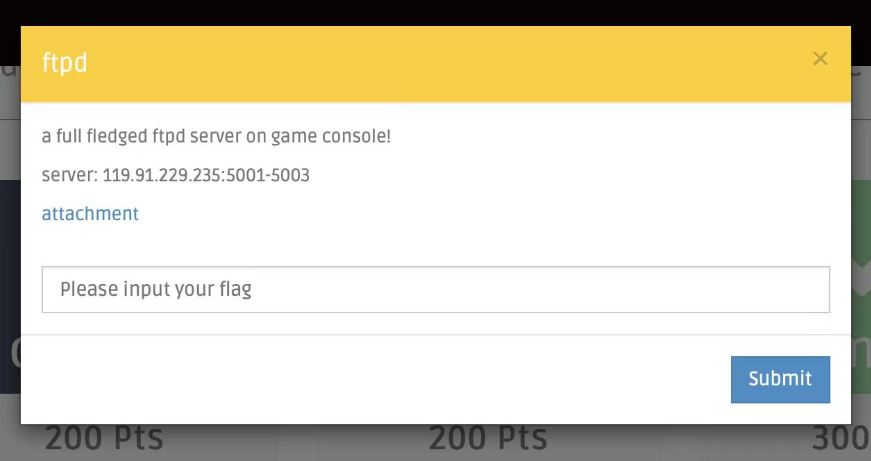 ftpd
×
a full fledged ftpd server on game console!
server: 119.91.229.235:5001-5003
attachment
Please input your flag
Submit
200 Pts
200 Pts
300